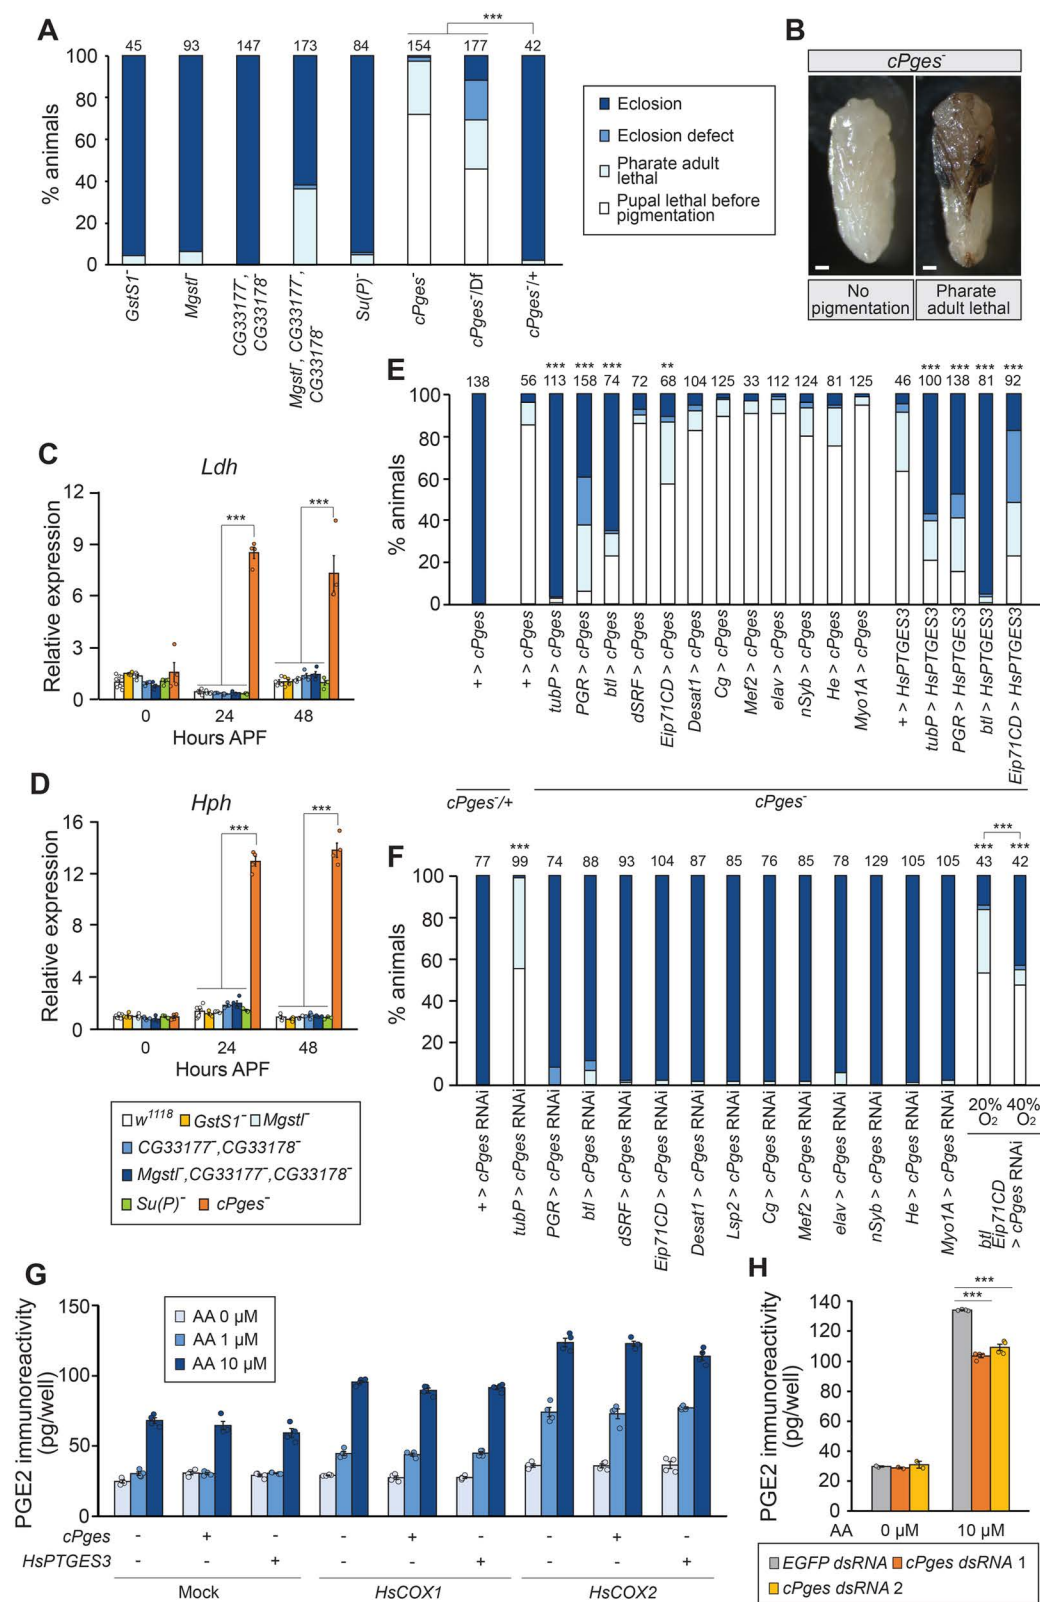 A
***
45 93 147 173 84 154 177 42
100
80
60
40
20
0
% animals
GstS1⁻
Mgstl⁻
CG33177⁻,
CG33178⁻
Mgstl⁻, CG33177⁻,
CG33178⁻
Su(P)⁻
cPges⁻
cPges⁻/Df
cPges⁻/+
Eclosion
Eclosion defect
Pharate adult
lethal
Pupal lethal before
pigmentation
B
cPges⁻
No
pigmentation
Pharate
adult lethal
C
Ldh
12
9
6
3
0
Relative expression
*** ***
0 24 48
Hours APF
D
Hph
16
12
8
4
0
Relative expression
*** ***
0 24 48
Hours APF
w¹¹¹⁸ GstS1⁻ Mgstl⁻
CG33177⁻,CG33178⁻
Mgstl⁻,CG33177⁻,CG33178⁻
Su(P)⁻ cPges⁻
E
*** *** *** ** *** *** *** ***
138 56 113 158 74 72 68 104 125 33 112 124 81 125 46 100 138 81 92
100
80
60
40
20
0
% animals
+ > cPges
+ > cPges
tubP > cPges
PGR > cPges
btl > cPges
dSRF > cPges
Eip71CD > cPges
Desat1 > cPges
Cg > cPges
Mef2 > cPges
elav > cPges
nSyb > cPges
He > cPges
Myo1A > cPges
+ > HsPTGES3
tubP > HsPTGES3
PGR > HsPTGES3
btl > HsPTGES3
Eip71CD > HsPTGES3
cPges⁻/+ cPges⁻
F
***
*** *** ***
77 99 74 88 93 104 87 85 76 85 78 129 105 105 43 42
100
80
60
40
20
0
% animals
+ > cPges RNAi
tubP > cPges RNAi
PGR > cPges RNAi
btl > cPges RNAi
dSRF > cPges RNAi
Eip71CD > cPges RNAi
Desat1 > cPges RNAi
Lsp2 > cPges RNAi
Cg > cPges RNAi
Mef2 > cPges RNAi
elav > cPges RNAi
nSyb > cPges RNAi
He > cPges RNAi
Myo1A > cPges RNAi
20% 40%
O₂ O₂
btl
Eip71CD
> cPges RNAi
G
150
100
50
0
PGE2 immunoreactivity
(pg/well)
AA 0 µM
AA 1 µM
AA 10 µM
cPges - + - - + - - + -
HsPTGES3 - - + - - + - - +
Mock HsCOX1 HsCOX2
H
***
***
140
120
100
80
60
40
20
0
PGE2 immunoreactivity
(pg/well)
AA 0 µM 10 µM
EGFP dsRNA cPges dsRNA 1
cPges dsRNA 2